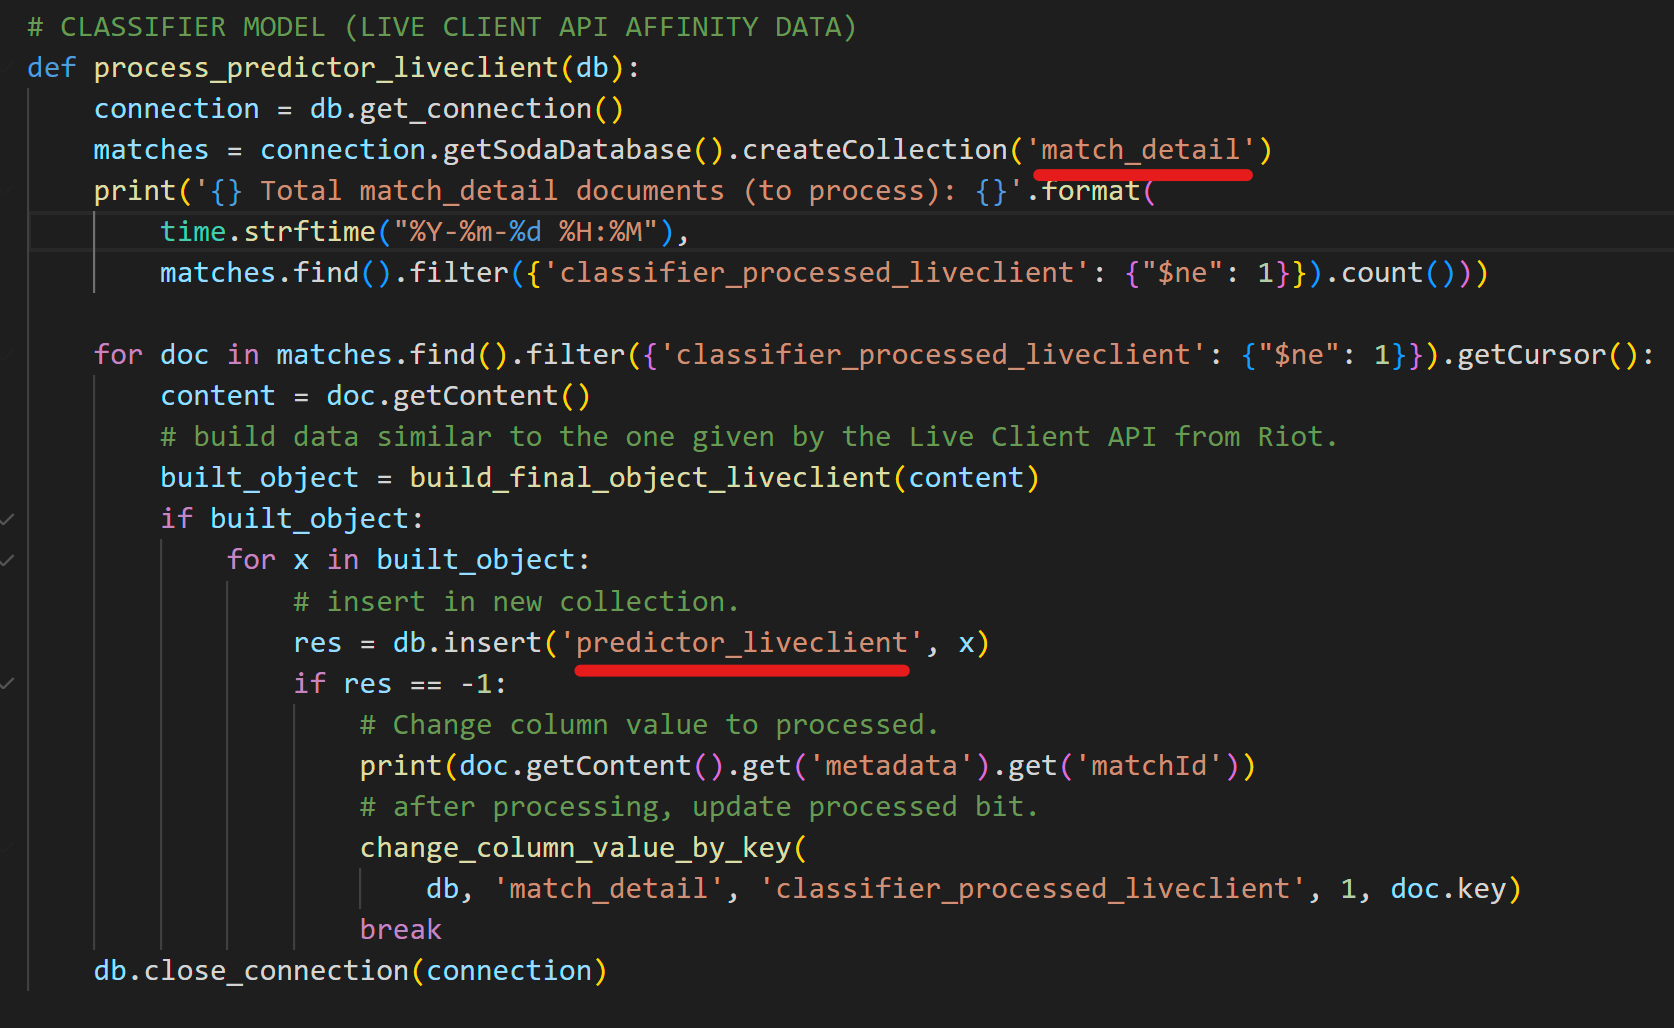 # CLASSIFIER MODEL (LIVE CLIENT API AFFINITY DATA)
def process_predictor_liveclient(db):
    connection = db.get_connection()
    matches = connection.getSodaDatabase().createCollection('match_detail')
    print('{} Total match_detail documents (to process): {}'.format(
        time.strftime("%Y-%m-%d %H:%M"),
        matches.find().filter({'classifier_processed_liveclient': {"$ne": 1}}).count()))

    for doc in matches.find().filter({'classifier_processed_liveclient': {"$ne": 1}}).getCursor():
        content = doc.getContent()
        # build data similar to the one given by the Live Client API from Riot.
        built_object = build_final_object_liveclient(content)
        if built_object:
            for x in built_object:
                # insert in new collection.
                res = db.insert('predictor_liveclient', x)
                if res == -1:
                    # Change column value to processed.
                    print(doc.getContent().get('metadata').get('matchId'))
                    # after processing, update processed bit.
                    change_column_value_by_key(
                        db, 'match_detail', 'classifier_processed_liveclient', 1, doc.key)
                    break
    db.close_connection(connection)